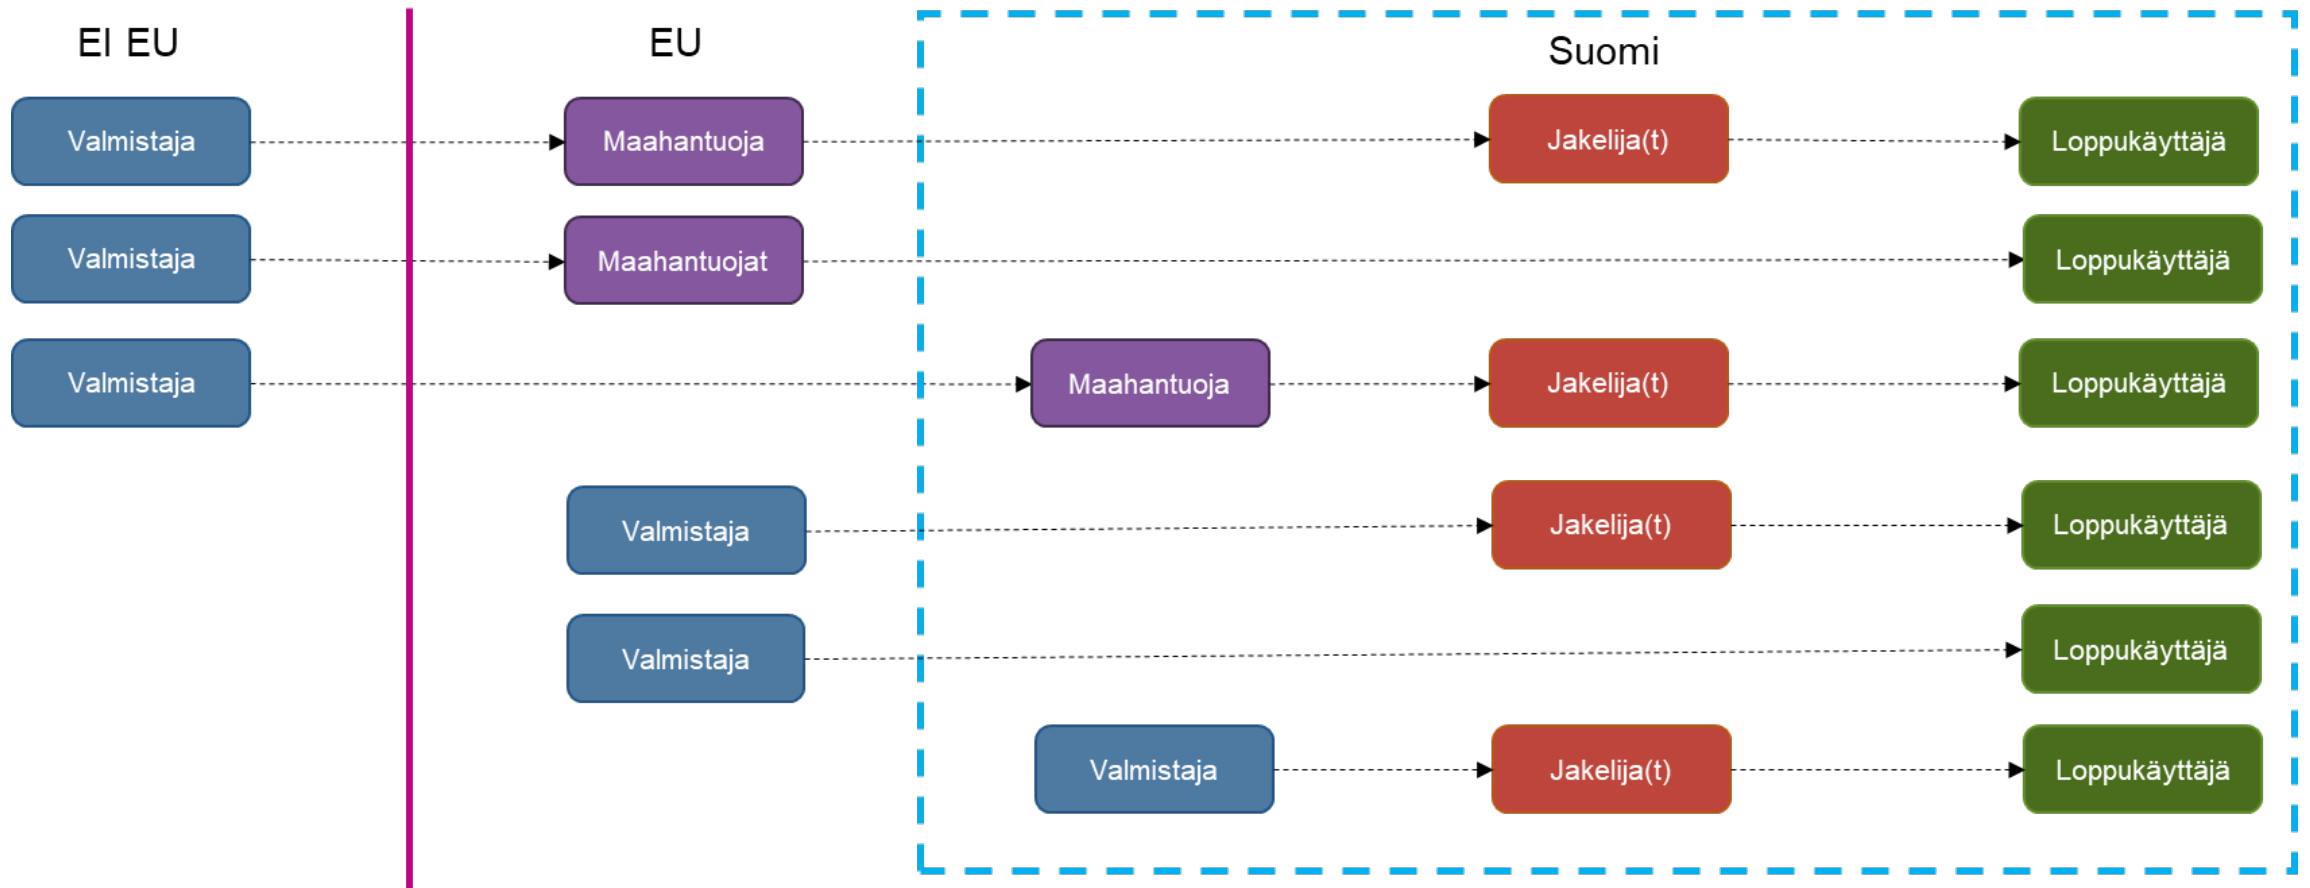 EI EU
EU
Suomi
Valmistaja
Maahantuoja
Jakelija(t)
Loppukäyttäjä
Valmistaja
Maahantuojat
Loppukäyttäjä
Valmistaja
Maahantuoja
Jakelija(t)
Loppukäyttäjä
Valmistaja
Jakelija(t)
Loppukäyttäjä
Valmistaja
Loppukäyttäjä
Valmistaja
Jakelija(t)
Loppukäyttäjä